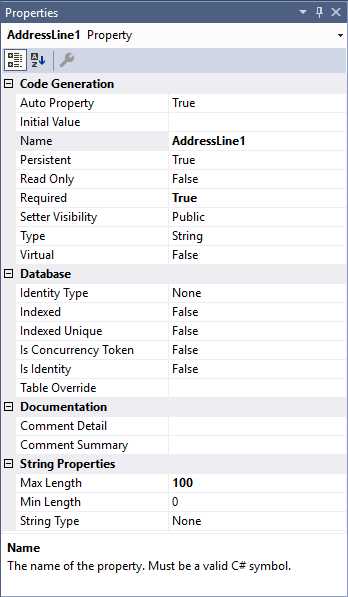 Properties
AddressLine1 Property
Code Generation
Auto Property True
Initial Value
Name AddressLine1
Persistent True
Read Only False
Required True
Setter Visibility Public
Type String
Virtual False
Database
Identity Type None
Indexed False
Indexed Unique False
Is Concurrency Token False
Is Identity False
Table Override
Documentation
Comment Detail
Comment Summary
String Properties
Max Length 100
Min Length 0
String Type None
Name
The name of the property. Must be a valid C# symbol.